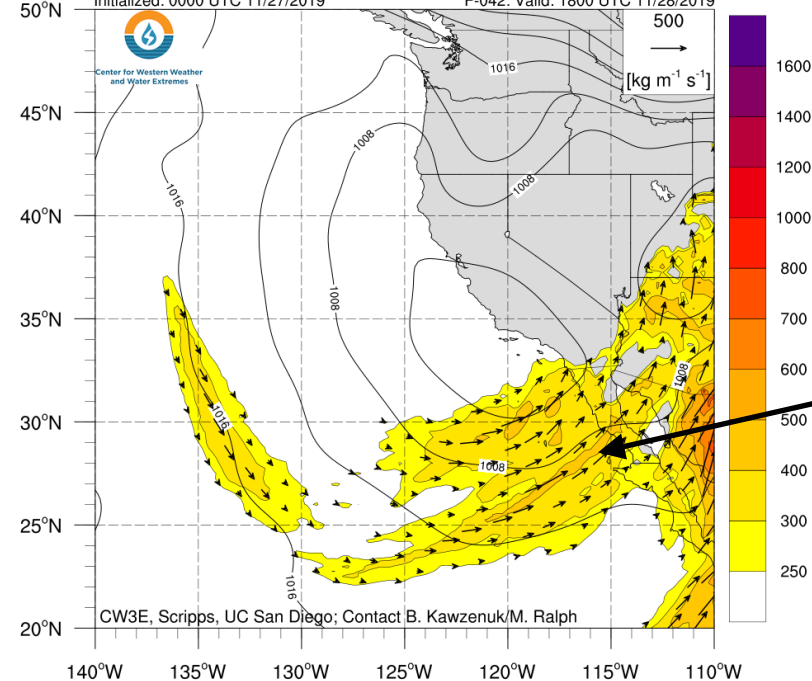 Initialized: 0000 UTC 11/27/2019 F-042: Valid: 1800 UTC 11/28/2019
50°N
45°N
40°N
35°N
30°N
25°N
20°N
Center for Western Weather
and Water Extremes
500
[kg m⁻¹ s⁻¹]
1016
1008
1016
1008
1008
1008
1016
1008
1016
CW3E, Scripps, UC San Diego; Contact B. Kawzenuk/M. Ralph
140°W 135°W 130°W 125°W 120°W 115°W 110°W
1600
1400
1200
1000
800
700
600
500
400
300
250